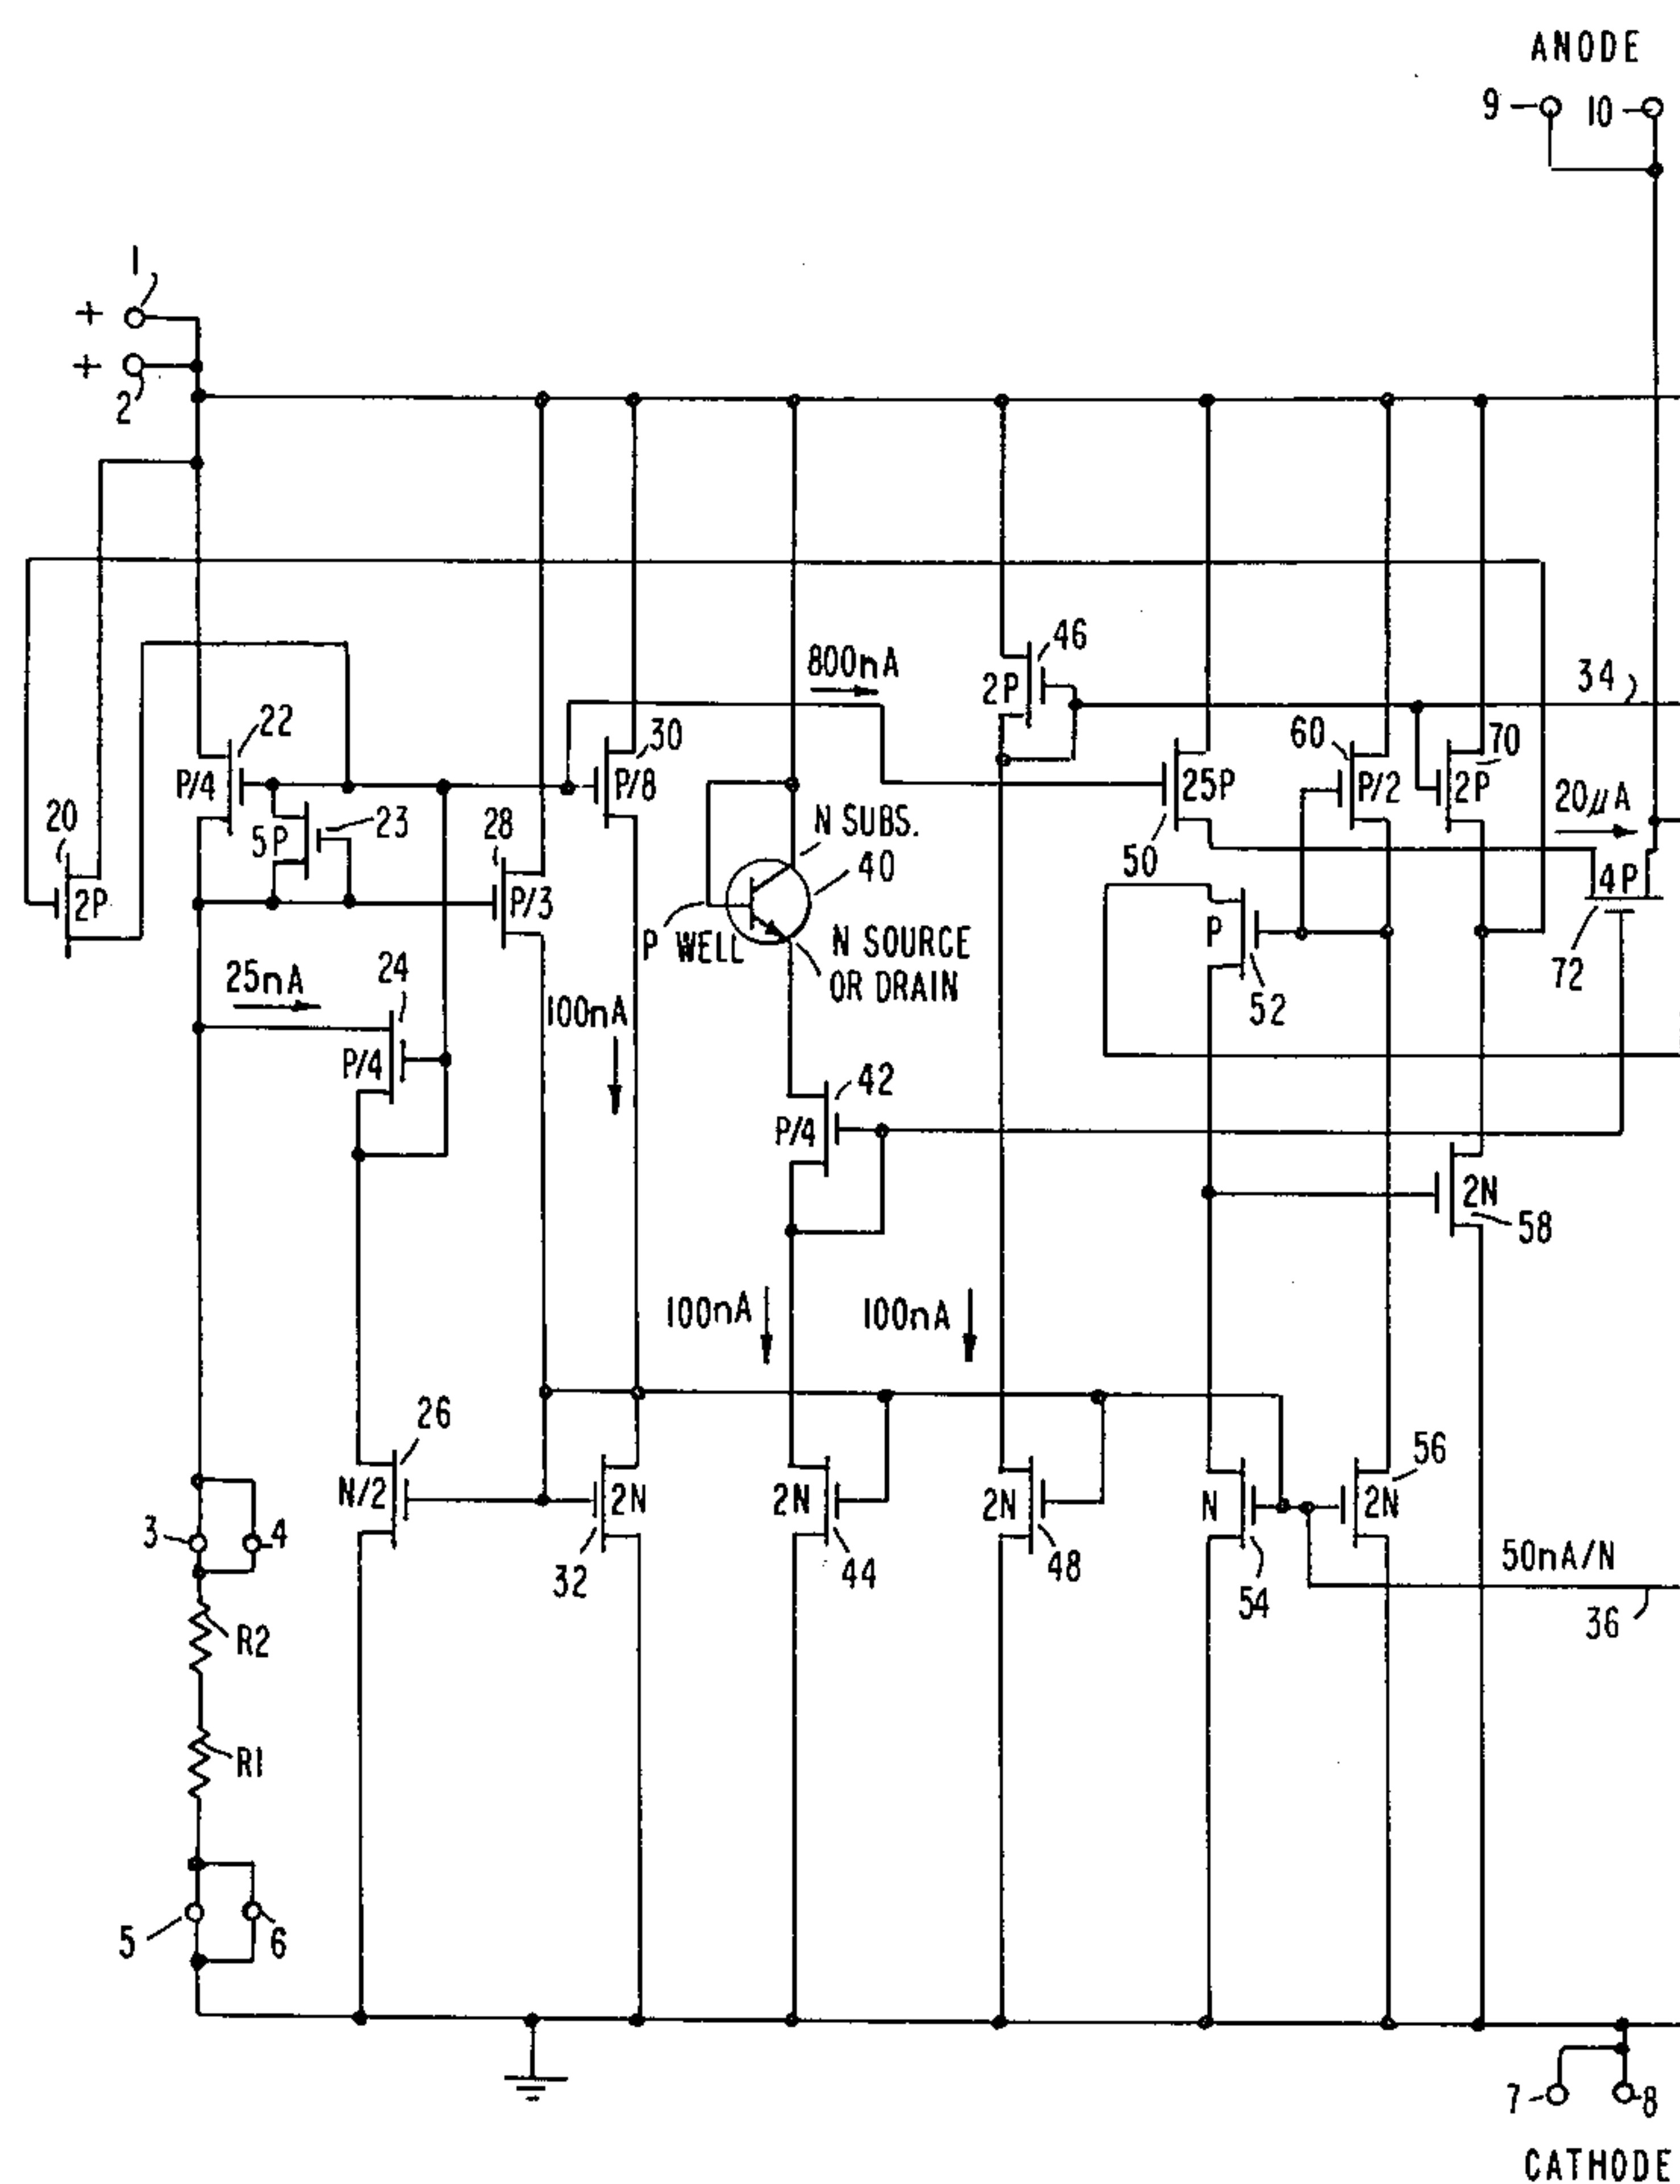 ANODE
9
10
1
+
+
2
46
800nA
34
22
2P
30
60
70
P/4
P/8
25P
P/2
2P
20μA
20
23
28
N SUBS.
5P
50
40
4P
2P
P/3
P
P WELL
N SOURCE
OR DRAIN
72
24
25nA
52
100nA
P/4
42
P/4
2N
58
100nA
100nA
26
56
N/2
2N
2N
2N
N
2N
3
4
50nA/N
32
44
48
54
36
R2
R1
5
6
7
8
CATHODE